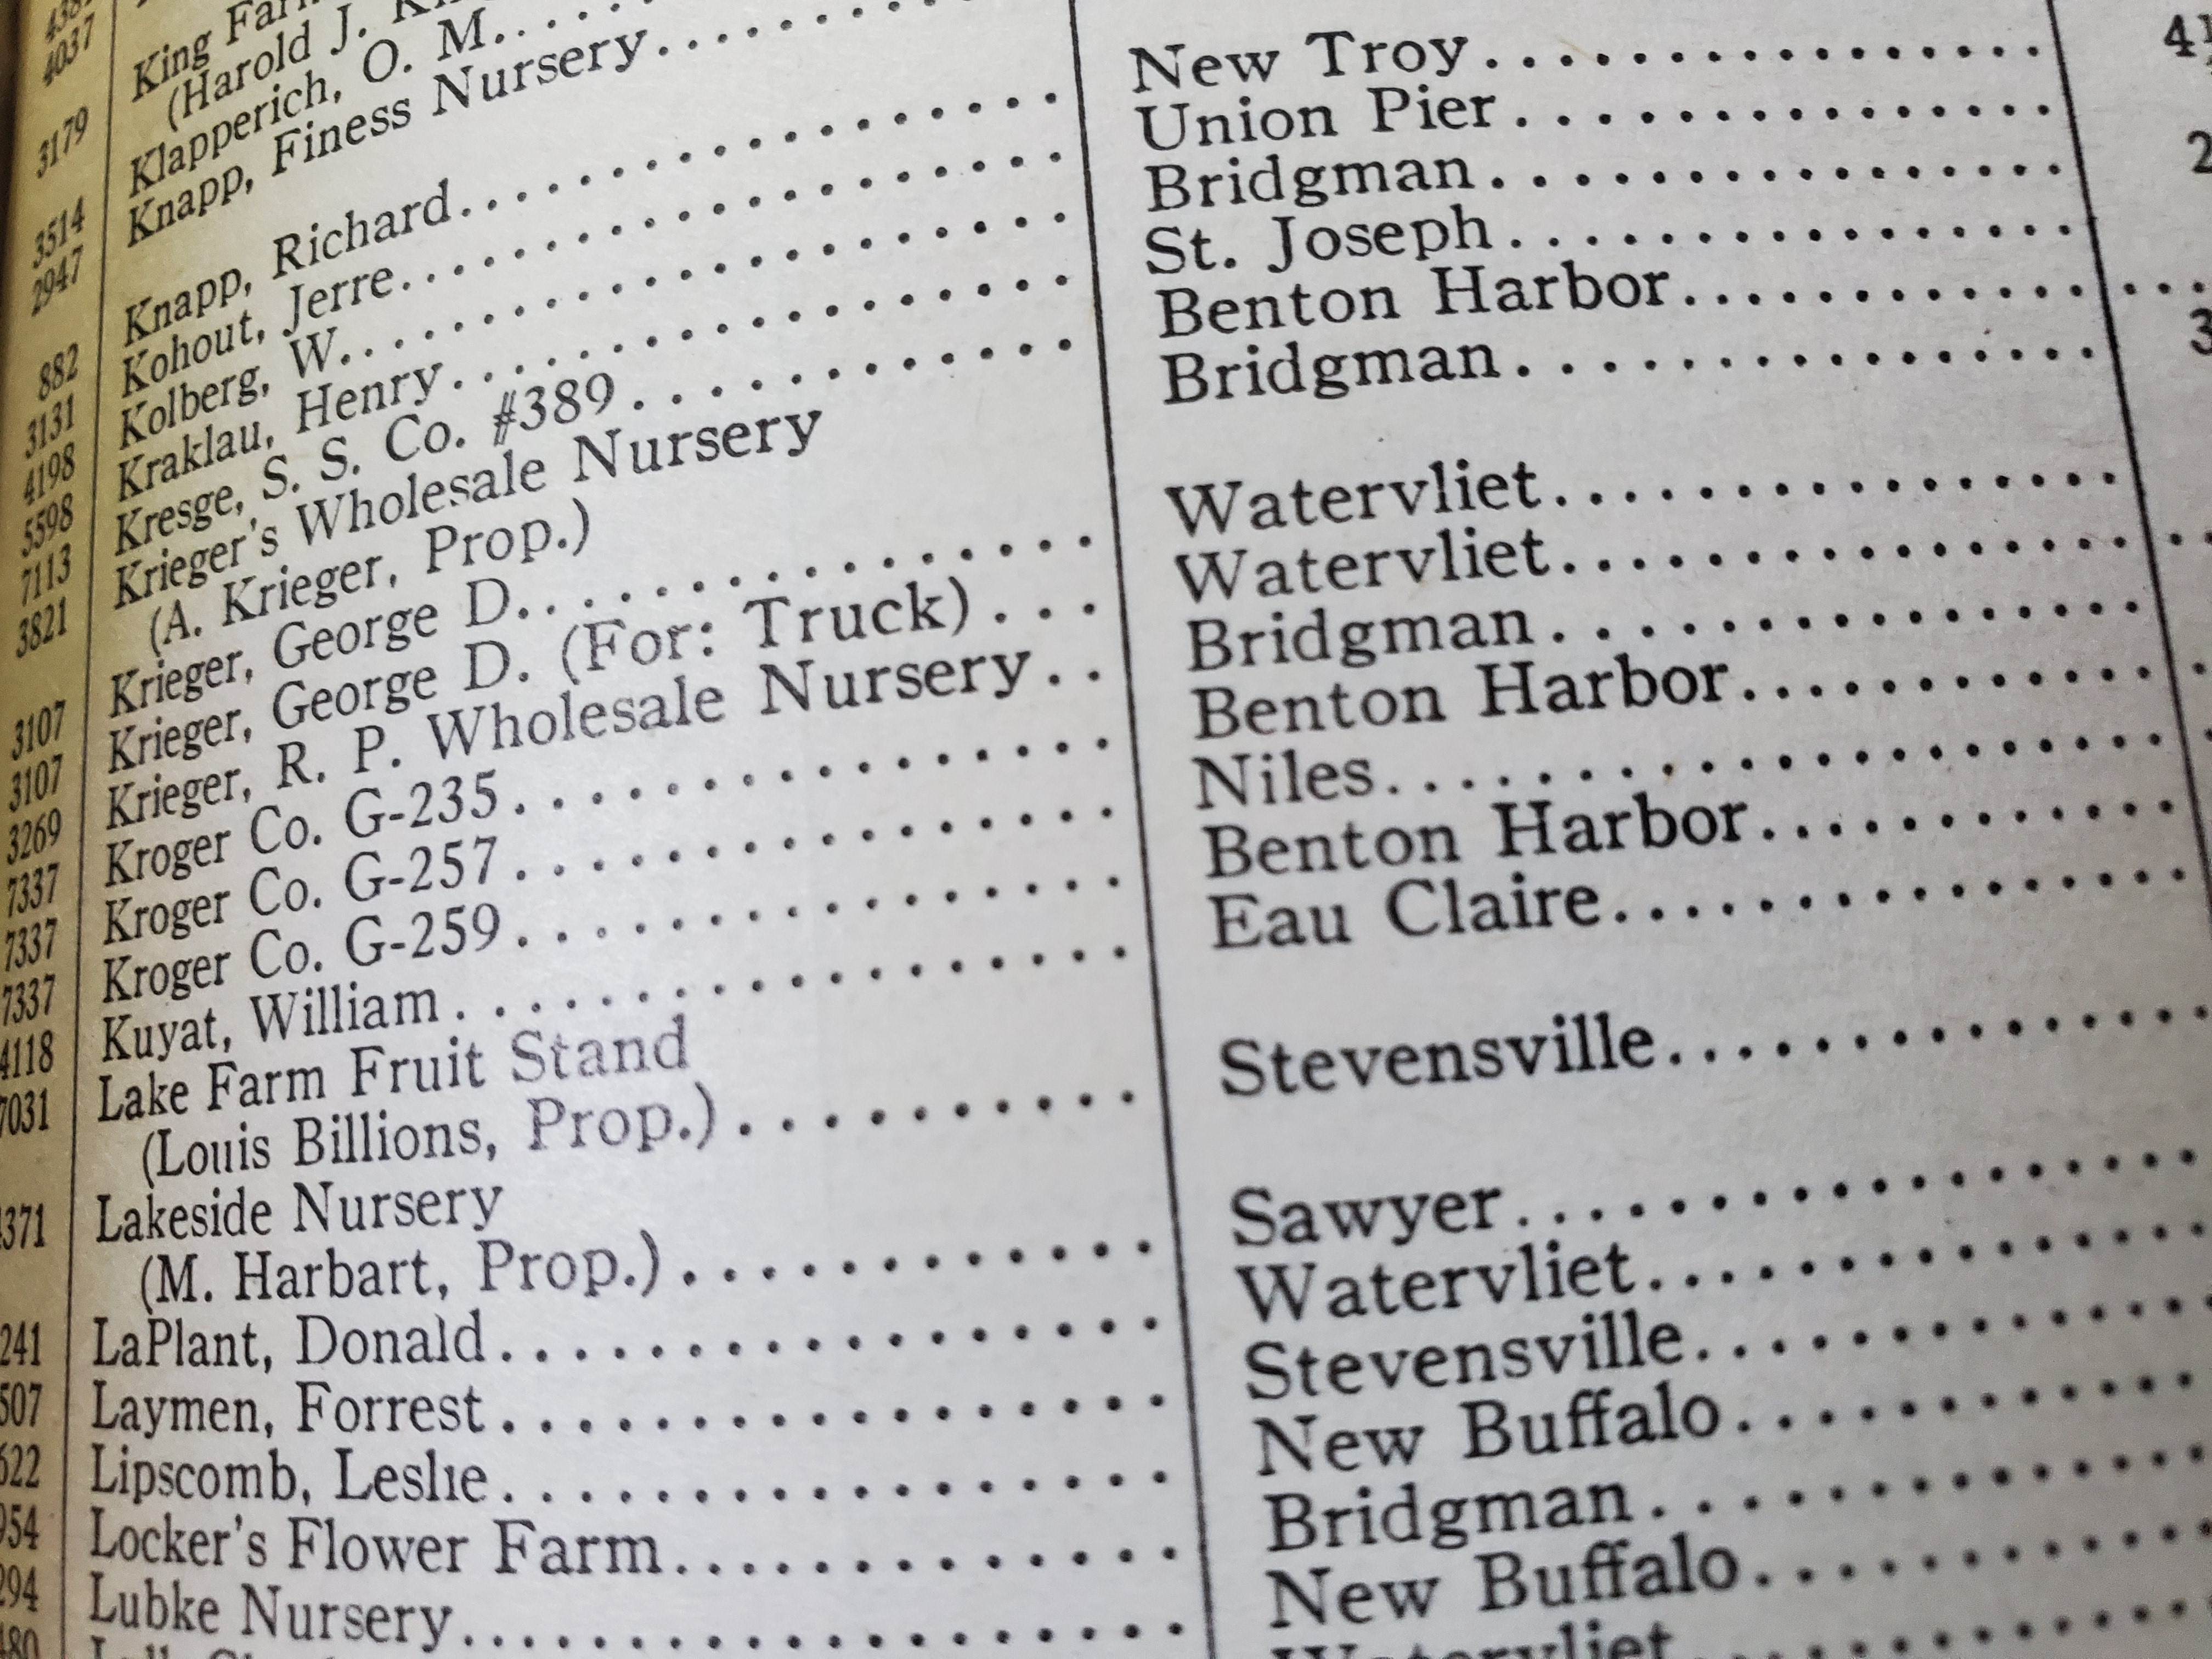 4037
3179 King
(Harold J.
3514 Klapperich, O. M.......
2947 Knapp, Finess Nursery..........
882 Knapp, Richard................ New Troy...............
3131 Kohout, Jerre.................. Union Pier..............
4198 Kolberg, W.................... Bridgman...............
5598 Kraklau, Henry................ St. Joseph...............
7113 Kresge, S. S. Co. #389........... Benton Harbor............
3821 Krieger's Wholesale Nursery Bridgman...............
(A. Krieger, Prop.)
3107 Krieger, George D............... Watervliet...............
3107 Krieger, George D. (For: Truck)... Watervliet...............
3269 Krieger, R. P. Wholesale Nursery.. Bridgman...............
7337 Kroger Co. G-235............... Benton Harbor............
7337 Kroger Co. G-257............... Niles..................
7337 Kroger Co. G-259............... Benton Harbor............
4118 Kuyat, William................. Eau Claire..............
7031 Lake Farm Fruit Stand
(Louis Billions, Prop.)........... Stevensville..............
Lakeside Nursery
(M. Harbart, Prop.)............. Sawyer................
LaPlant, Donald................. Watervliet..............
Laymen, Forrest................. Stevensville.............
Lipscomb, Leslie................. New Buffalo.............
Locker's Flower Farm............. Bridgman..............
Lubke Nursery................... New Buffalo............
Watervliet